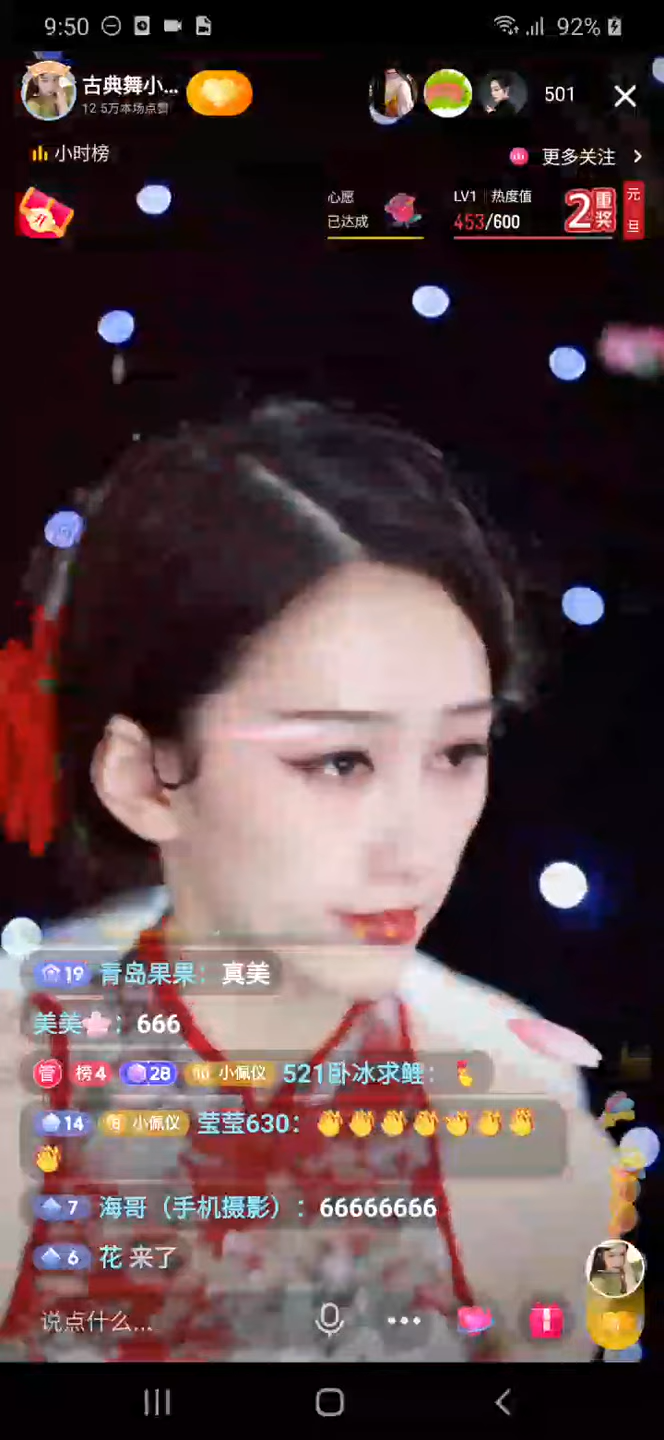 9:50
92%
古典舞小...
12.5万本场点赞
501
小时榜
更多关注
心愿
已达成
LV1 热度值
453/600
2重奖
元旦
19 青岛果果：真美
美美：666
管 榜4 28 小佩仪 521卧冰求鲤：
14 小佩仪 莹莹630：
7 海哥（手机摄影）：66666666
6 花 来了
说点什么...